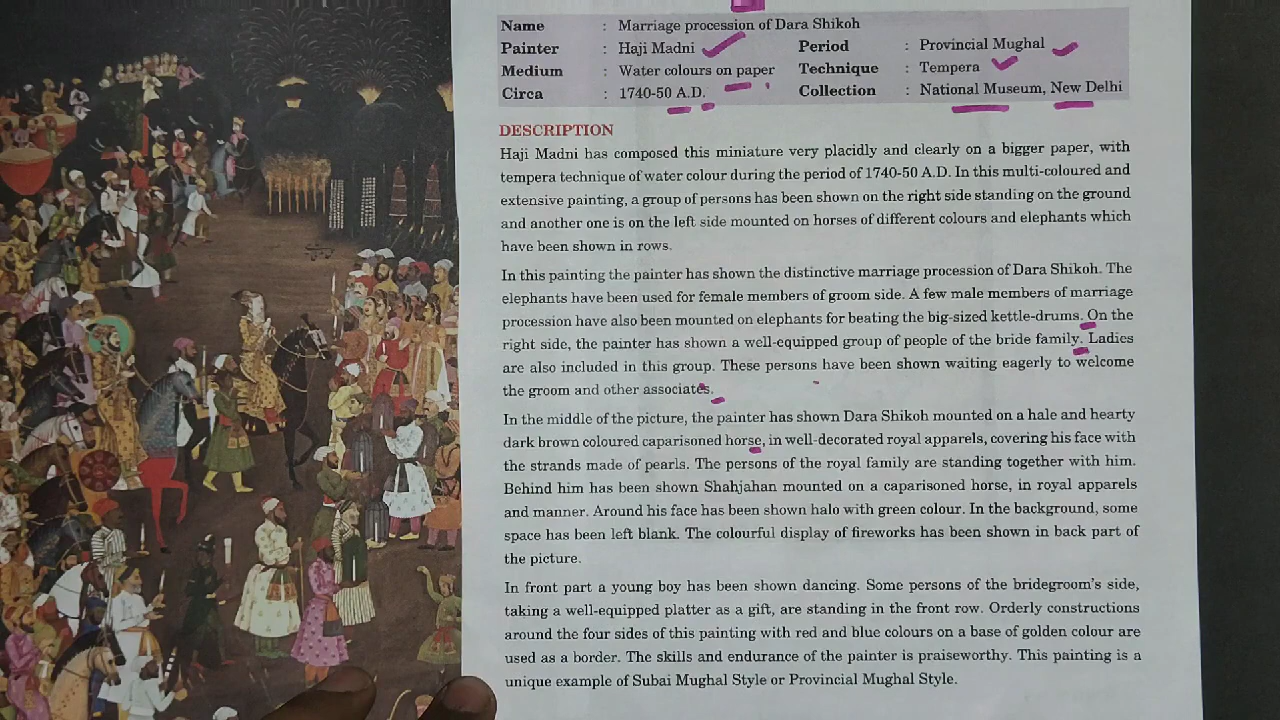 Name : Marriage procession of Dara Shikoh
Painter : Haji Madni Period : Provincial Mughal
Medium : Water colours on paper Technique : Tempera
Circa : 1740-50 A.D. Collection : National Museum, New Delhi
DESCRIPTION
Haji Madni has composed this miniature very placidly and clearly on a bigger paper, with
tempera technique of water colour during the period of 1740-50 A.D. In this multi-coloured and
extensive painting, a group of persons has been shown on the right side standing on the ground
and another one is on the left side mounted on horses of different colours and elephants which
have been shown in rows.
In this painting the painter has shown the distinctive marriage procession of Dara Shikoh. The
elephants have been used for female members of groom side. A few male members of marriage
procession have also been mounted on elephants for beating the big-sized kettle-drums. On the
right side, the painter has shown a well-equipped group of people of the bride family. Ladies
are also included in this group. These persons have been shown waiting eagerly to welcome
the groom and other associates.
In the middle of the picture, the painter has shown Dara Shikoh mounted on a hale and hearty
dark brown coloured caparisoned horse, in well-decorated royal apparels, covering his face with
the strands made of pearls. The persons of the royal family are standing together with him.
Behind him has been shown Shahjahan mounted on a caparisoned horse, in royal apparels
and manner. Around his face has been shown halo with green colour. In the background, some
space has been left blank. The colourful display of fireworks has been shown in back part of
the picture.
In front part a young boy has been shown dancing. Some persons of the bridegroom's side,
taking a well-equipped platter as a gift, are standing in the front row. Orderly constructions
around the four sides of this painting with red and blue colours on a base of golden colour are
used as a border. The skills and endurance of the painter is praiseworthy. This painting is a
unique example of Subai Mughal Style or Provincial Mughal Style.